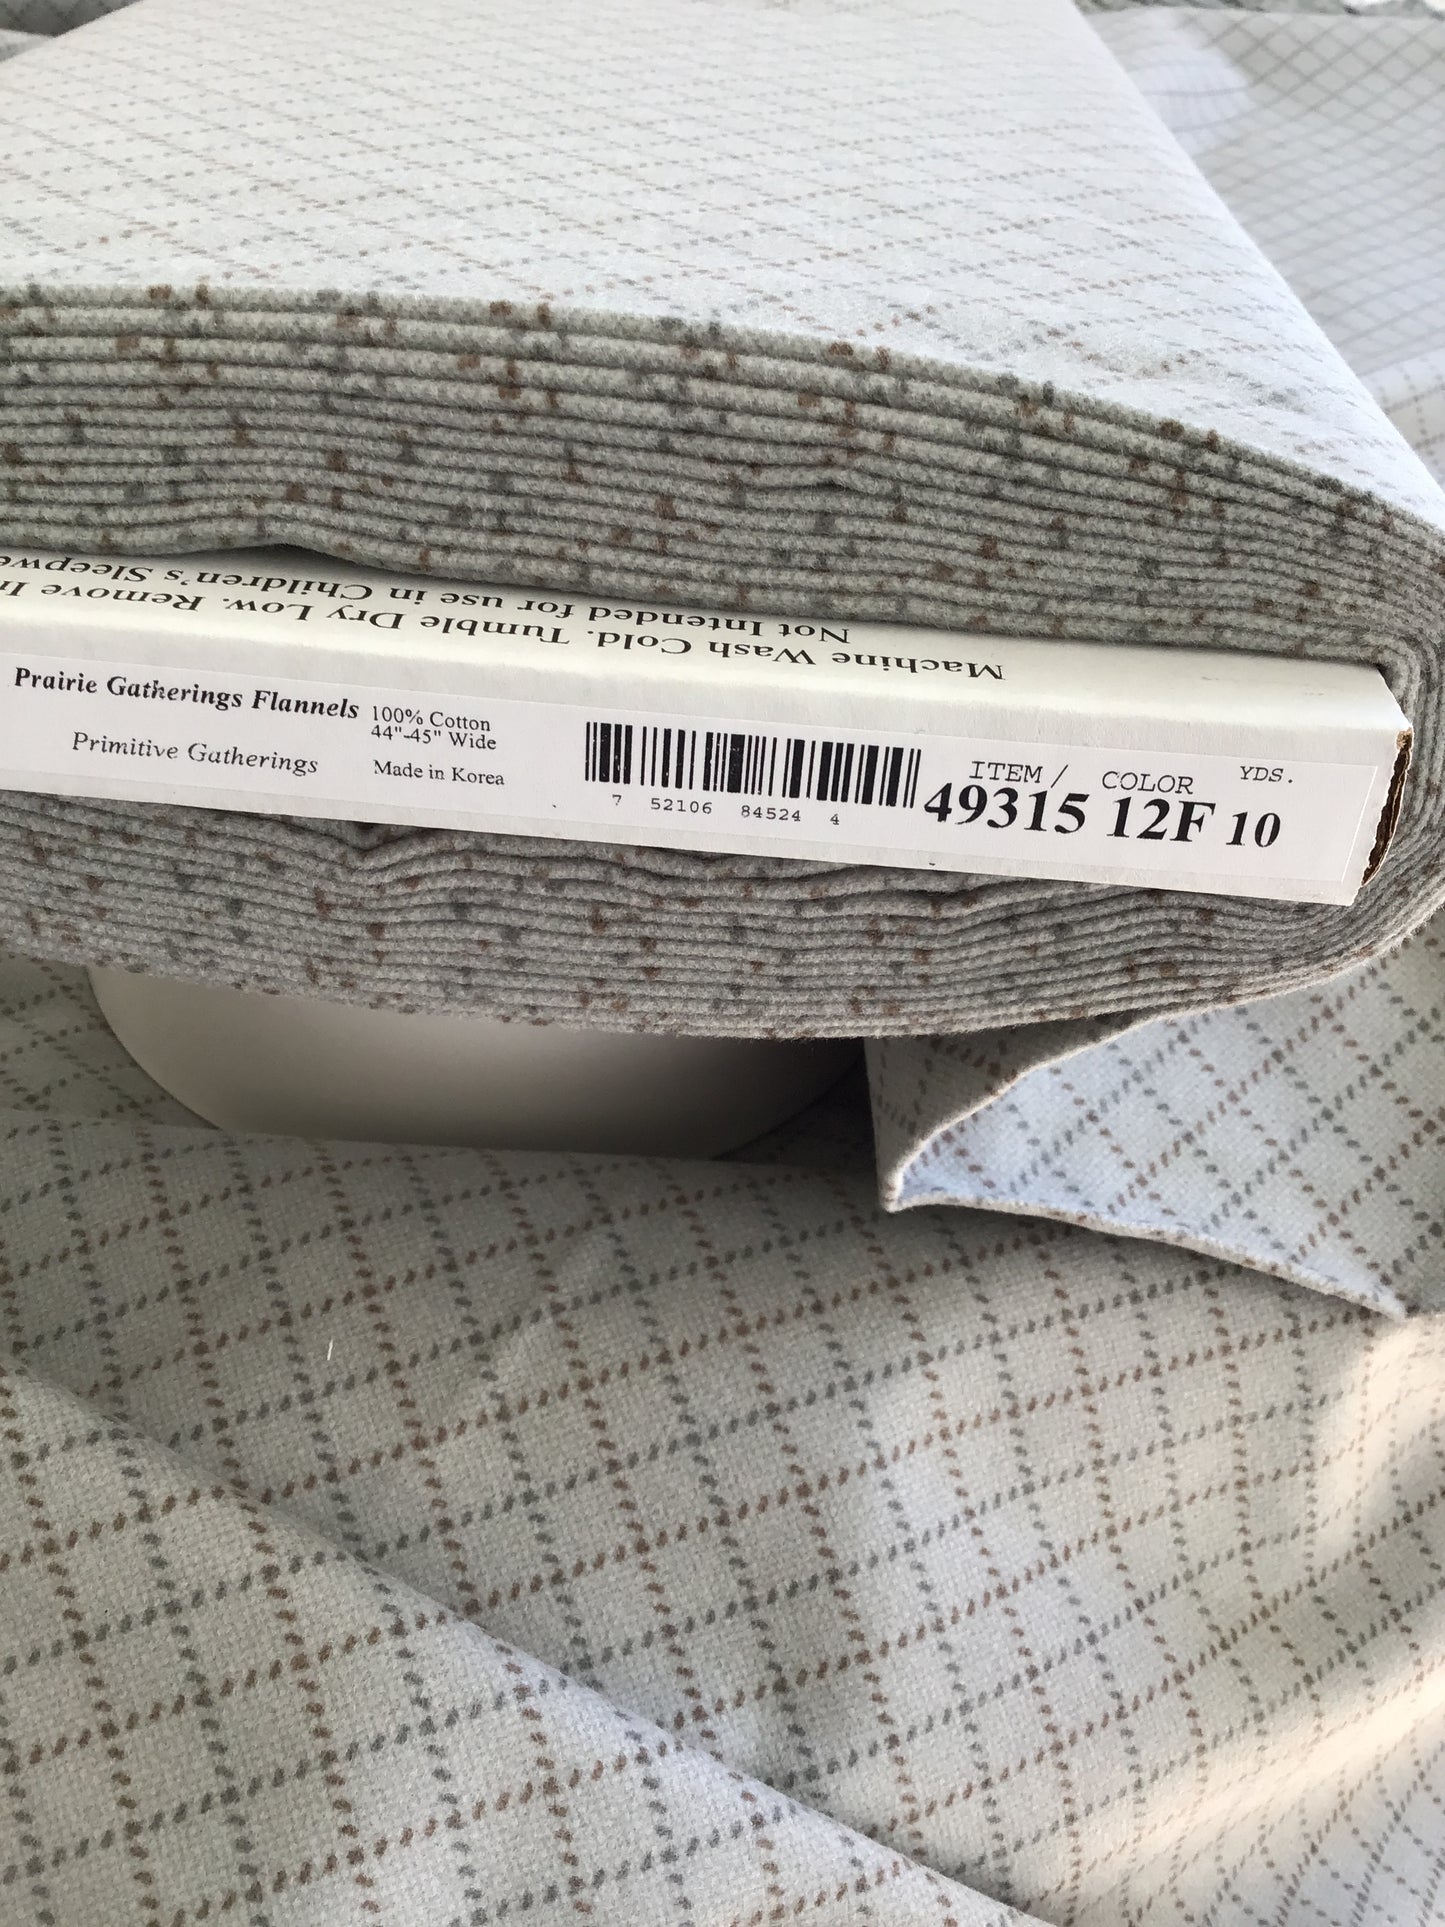 Machine Wash Cold. Tumble Dry Low. Remove
Not Intended for use in Children's
Prairie Gatherings Flannels
Primitive Gatherings
100% Cotton
44"-45" Wide
Made in Korea
7 52106 84524 4
ITEM/ COLOR YDS.
49315 12F 10